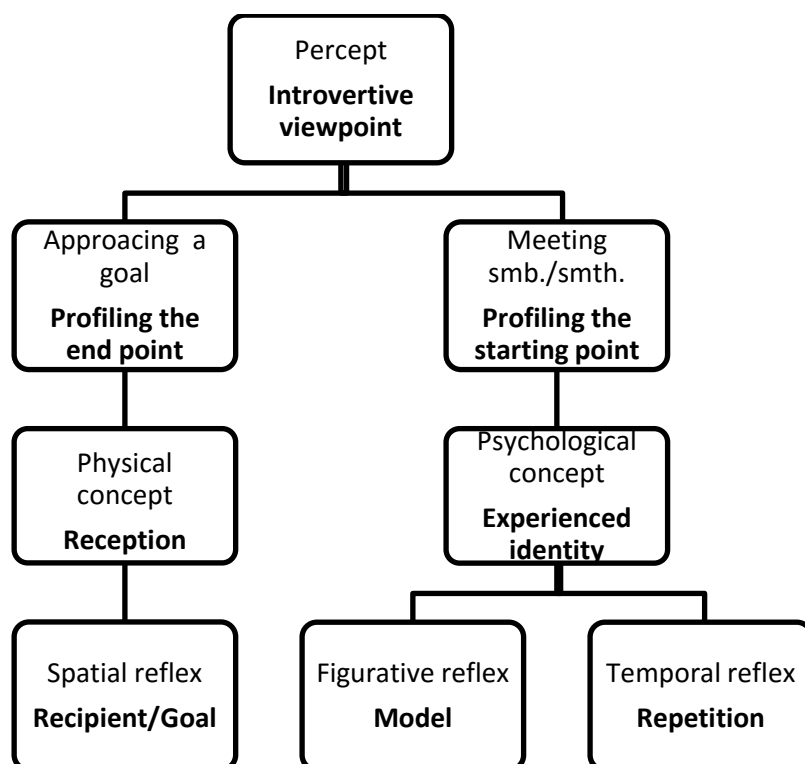 Percept
Introvertive
viewpoint
Approacing a
goal
Profiling the
end point
Meeting
smb./smth.
Profiling the
starting point
Physical
concept
Reception
Psychological
concept
Experienced
identity
Spatial reflex
Recipient/Goal
Figurative reflex
Model
Temporal reflex
Repetition